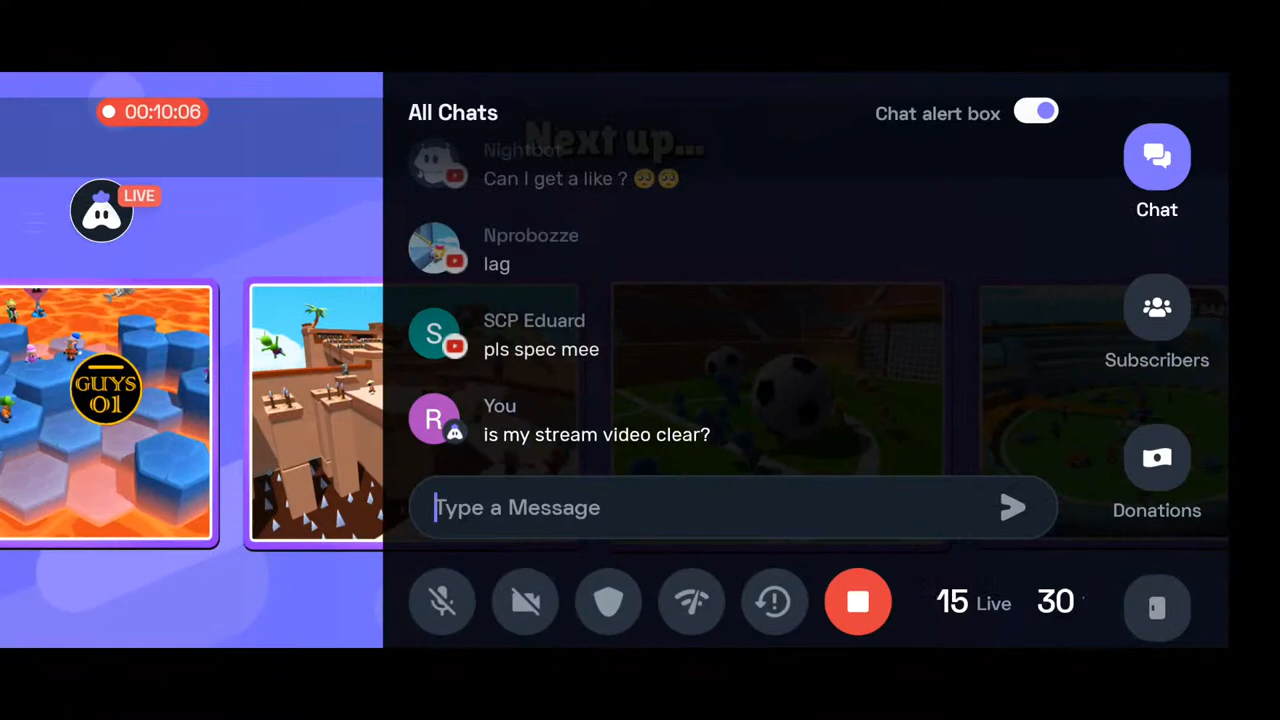 00:10:06
LIVE
GUYS
01
All Chats
Chat alert box
Next up...
Nightbot
Can I get a like ? 🥺🥺
Nprobozze
lag
S
SCP Eduard
pls spec mee
R
You
is my stream video clear?
Type a Message
15 Live 30
Chat
Subscribers
Donations